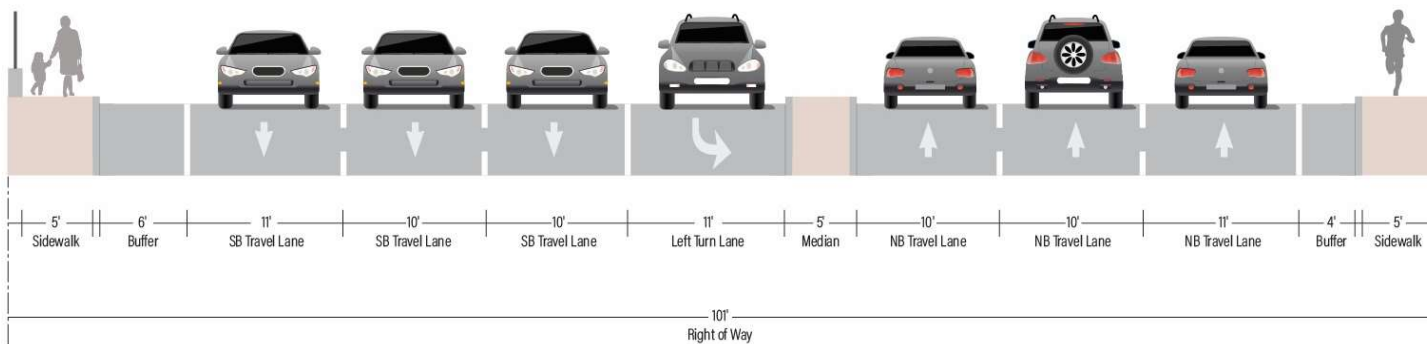 5'
Sidewalk
6'
Buffer
11'
SB Travel Lane
10'
SB Travel Lane
10'
SB Travel Lane
11'
Left Turn Lane
5'
Median
10'
NB Travel Lane
10'
NB Travel Lane
11'
NB Travel Lane
4'
Buffer
5'
Sidewalk
101'
Right of Way